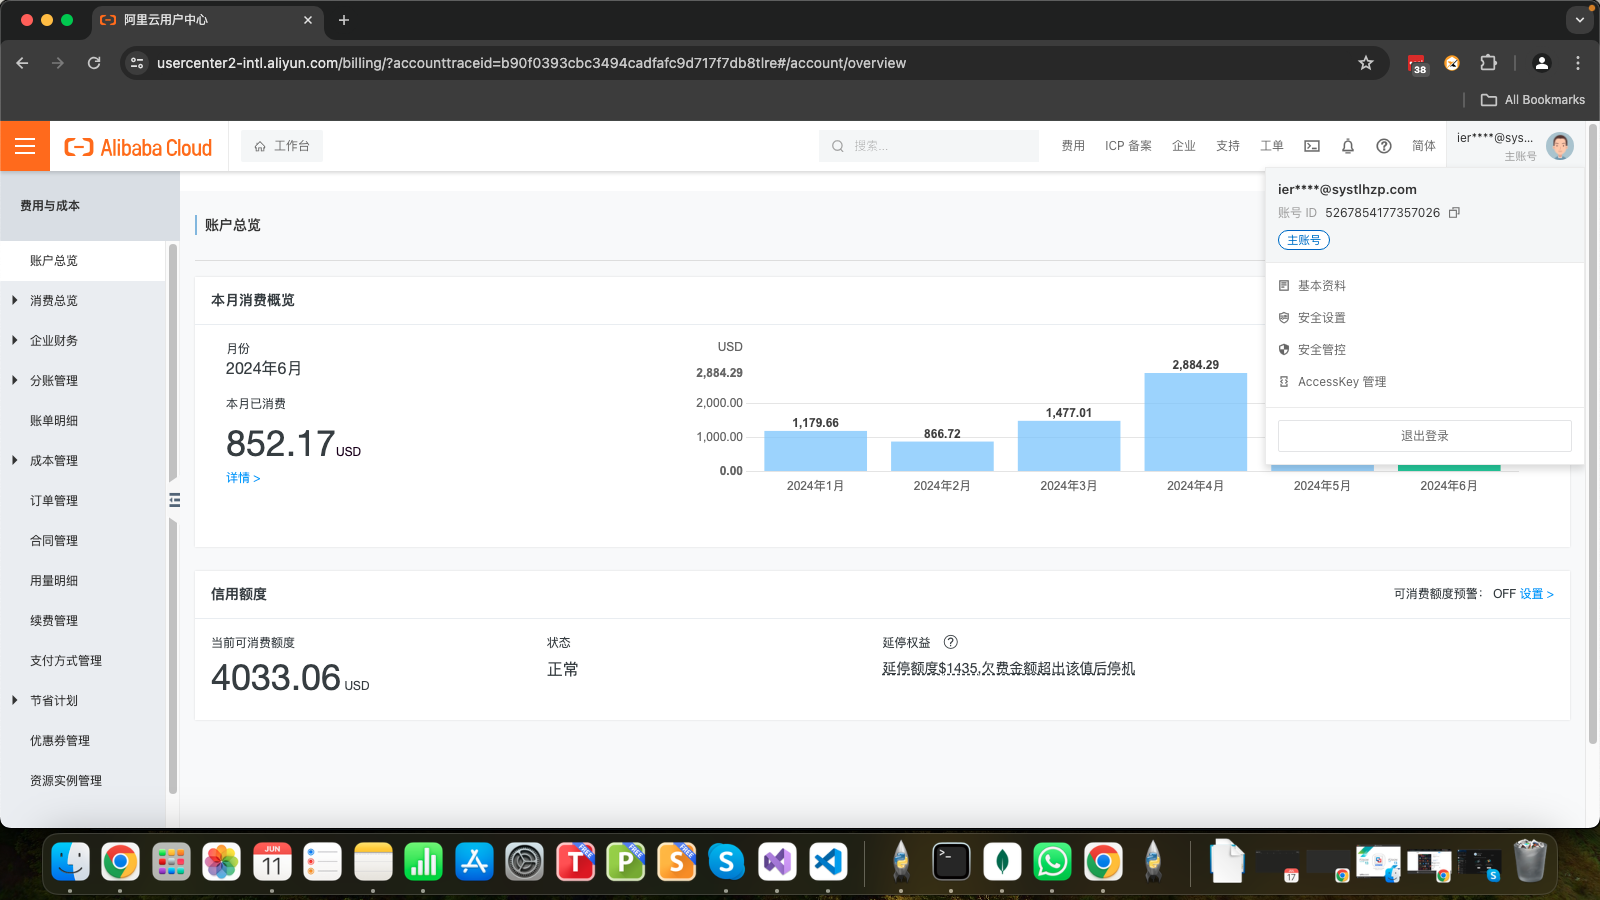 阿里云用户中心
usercenter2-intl.aliyun.com/billing/?accounttraceid=b90f0393cbc3494cadfafc9d717f7db8tlre#/account/overview
38
All Bookmarks
Alibaba Cloud
工作台
搜索...
费用
ICP 备案
企业
支持
工单
简体
ier****@sys...
主账号
费用与成本
账户总览
消费总览
企业财务
分账管理
账单明细
成本管理
订单管理
合同管理
用量明细
续费管理
支付方式管理
节省计划
优惠券管理
资源实例管理
账户总览
本月消费概览
月份
2024年6月
本月已消费
852.17 USD
详情 >
USD
2,884.29
2,000.00
1,000.00
0.00
1,179.66
866.72
1,477.01
2,884.29
2024年1月
2024年2月
2024年3月
2024年4月
2024年5月
2024年6月
ier****@systlhzp.com
账号 ID 5267854177357026
主账号
基本资料
安全设置
安全管控
AccessKey 管理
退出登录
信用额度
可消费额度预警： OFF 设置 >
当前可消费额度
4033.06 USD
状态
正常
延停权益
延停额度$1435,欠费金额超出该值后停机
JUN
11
T
FREE
P
FREE
S
FREE
17